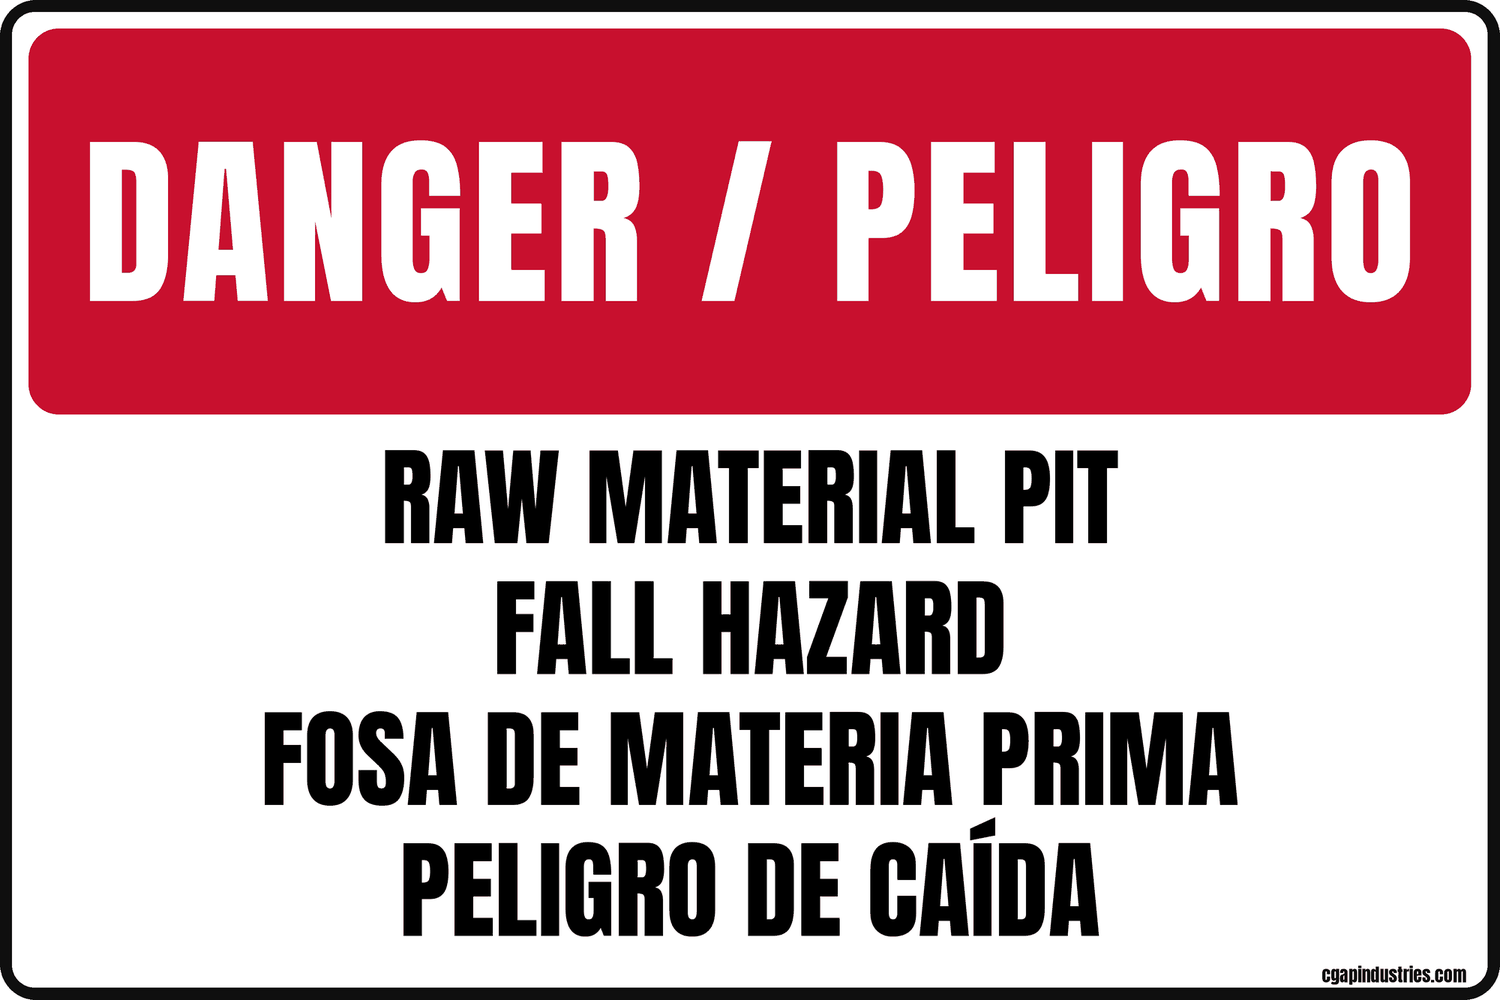 DANGER / PELIGRO
RAW MATERIAL PIT
FALL HAZARD
FOSA DE MATERIA PRIMA
PELIGRO DE CAÍDA
cgapindustries.com